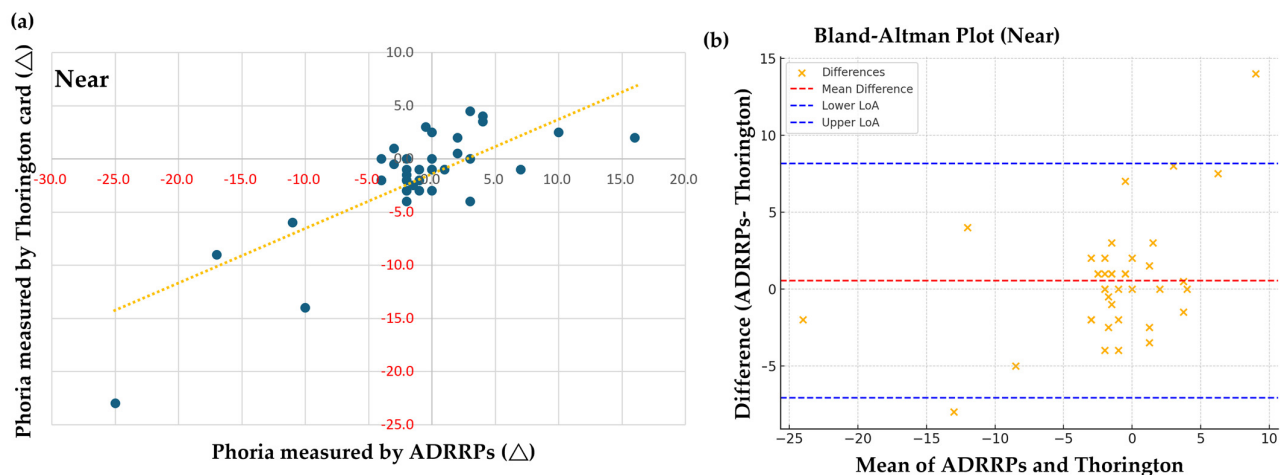 (a)
Near
Phoria measured by Thorington card (△)
10.0
5.0
0.0
-5.0
-10.0
-15.0
-20.0
-25.0
-30.0 -25.0 -20.0 -15.0 -10.0 -5.0 0.0 5.0 10.0 15.0 20.0
Phoria measured by ADRRPs (△)
(b)
Bland-Altman Plot (Near)
Differences
Mean Difference
Lower LoA
Upper LoA
Difference (ADRRPs- Thorington)
15
10
5
0
−5
−25 −20 −15 −10 −5 0 5 10
Mean of ADRRPs and Thorington